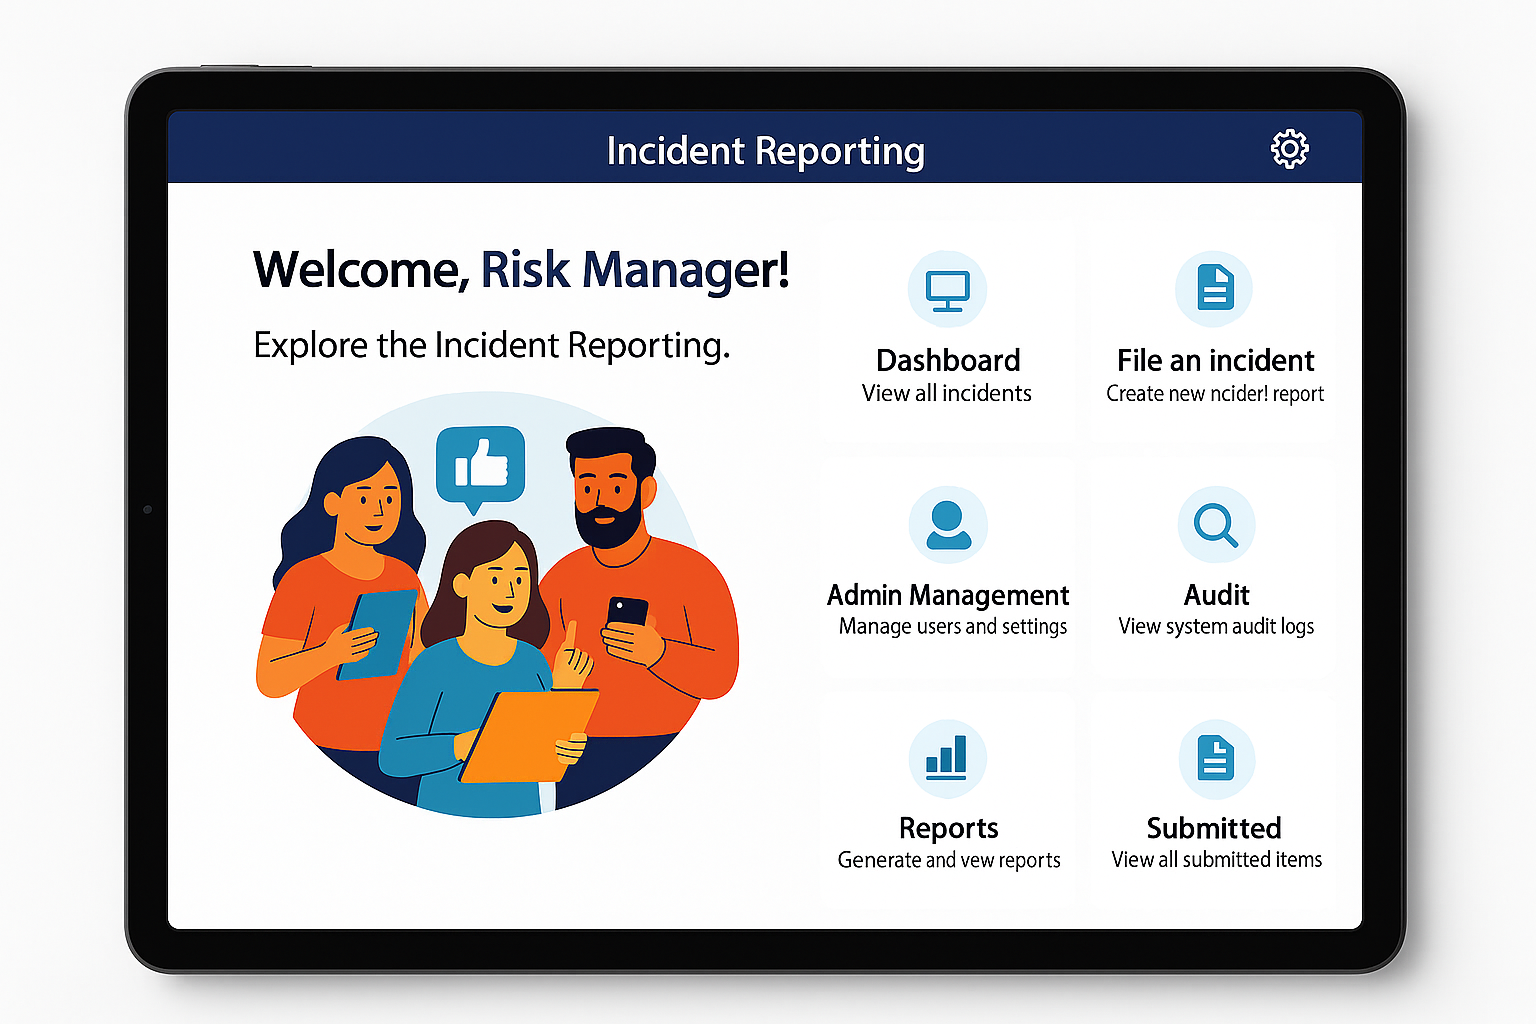 Incident Reporting
Welcome, Risk Manager!
Explore the Incident Reporting.
Dashboard
View all incidents
File an incident
Create new ncider! report
Admin Management
Manage users and settings
Audit
View system audit logs
Reports
Generate and vew reports
Submitted
View all submitted items